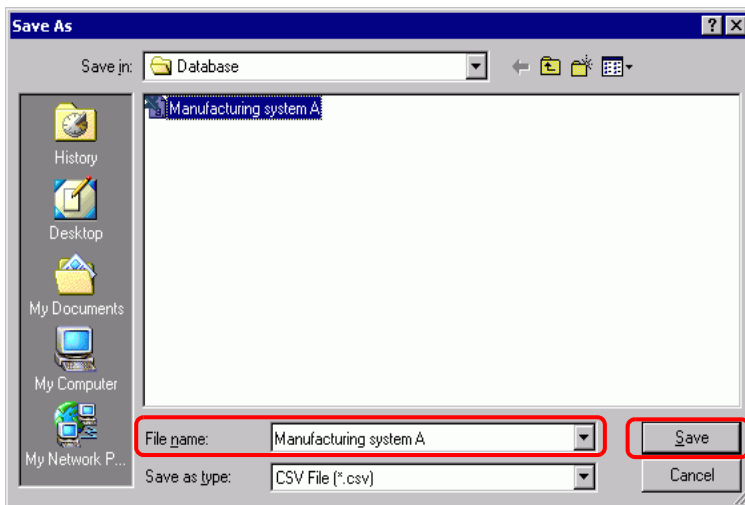 Save As
Save in: Database
Manufacturing system A
History
Desktop
My Documents
My Computer
My Network P...
File name: Manufacturing system A Save
Save as type: CSV File (*.csv) Cancel